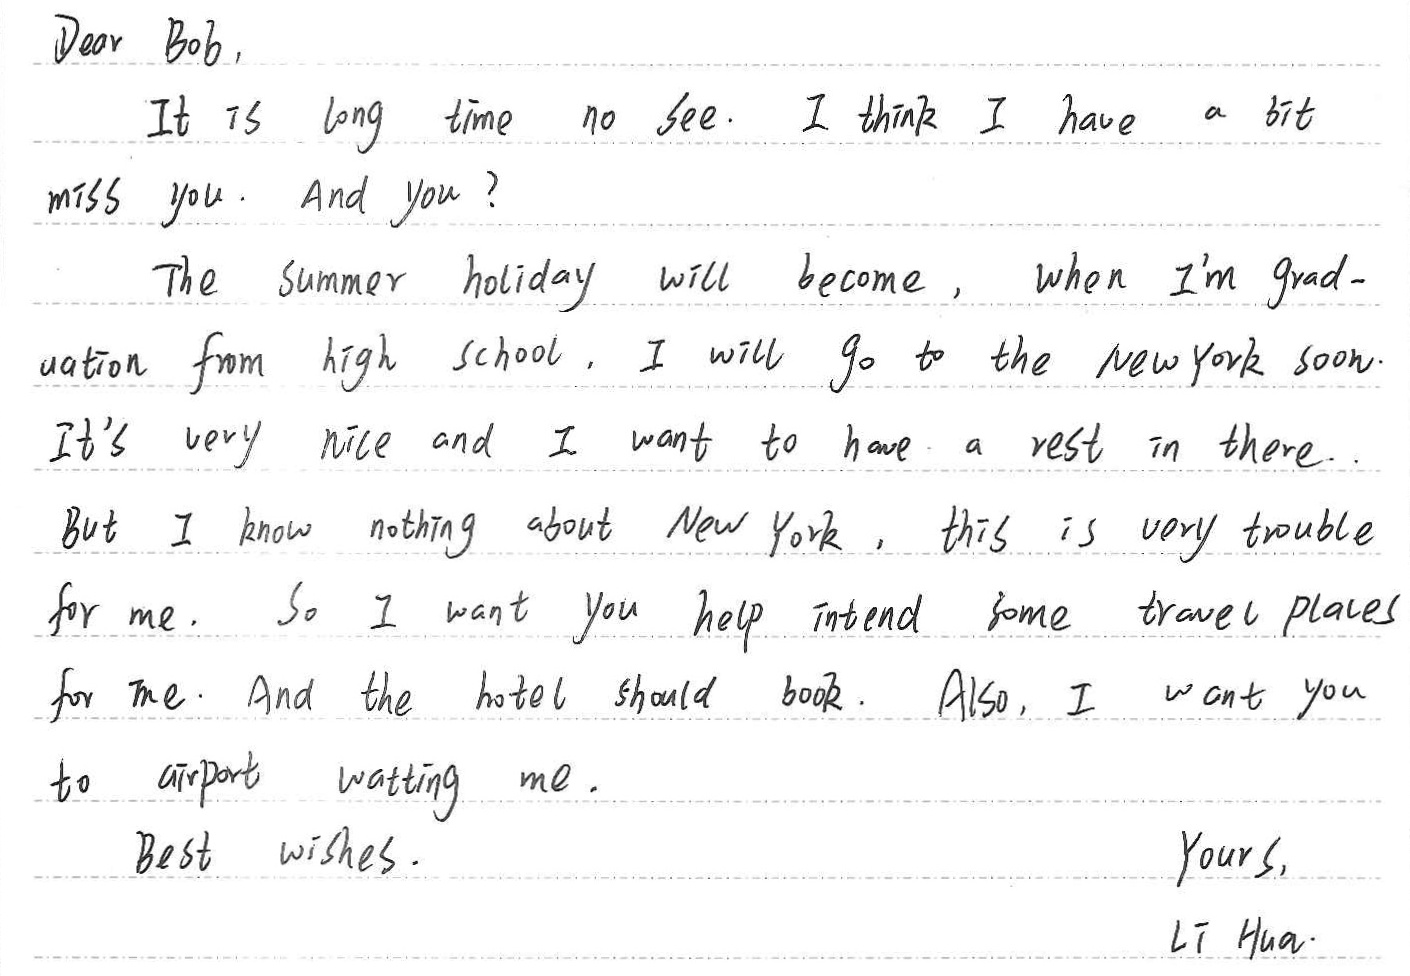 Dear Bob,
It is long time no see. I think I have a bit
miss you. And you?
The summer holiday will become, when I'm grad-
uation from high school. I will go to the New York soon.
It's very nice and I want to have a rest in there..
But I know nothing about New York, this is very trouble
for me. So I want you help intend some travel places
for me. And the hotel should book. Also, I want you
to airport watting me.
Best wishes.
Yours,
Li Hua.